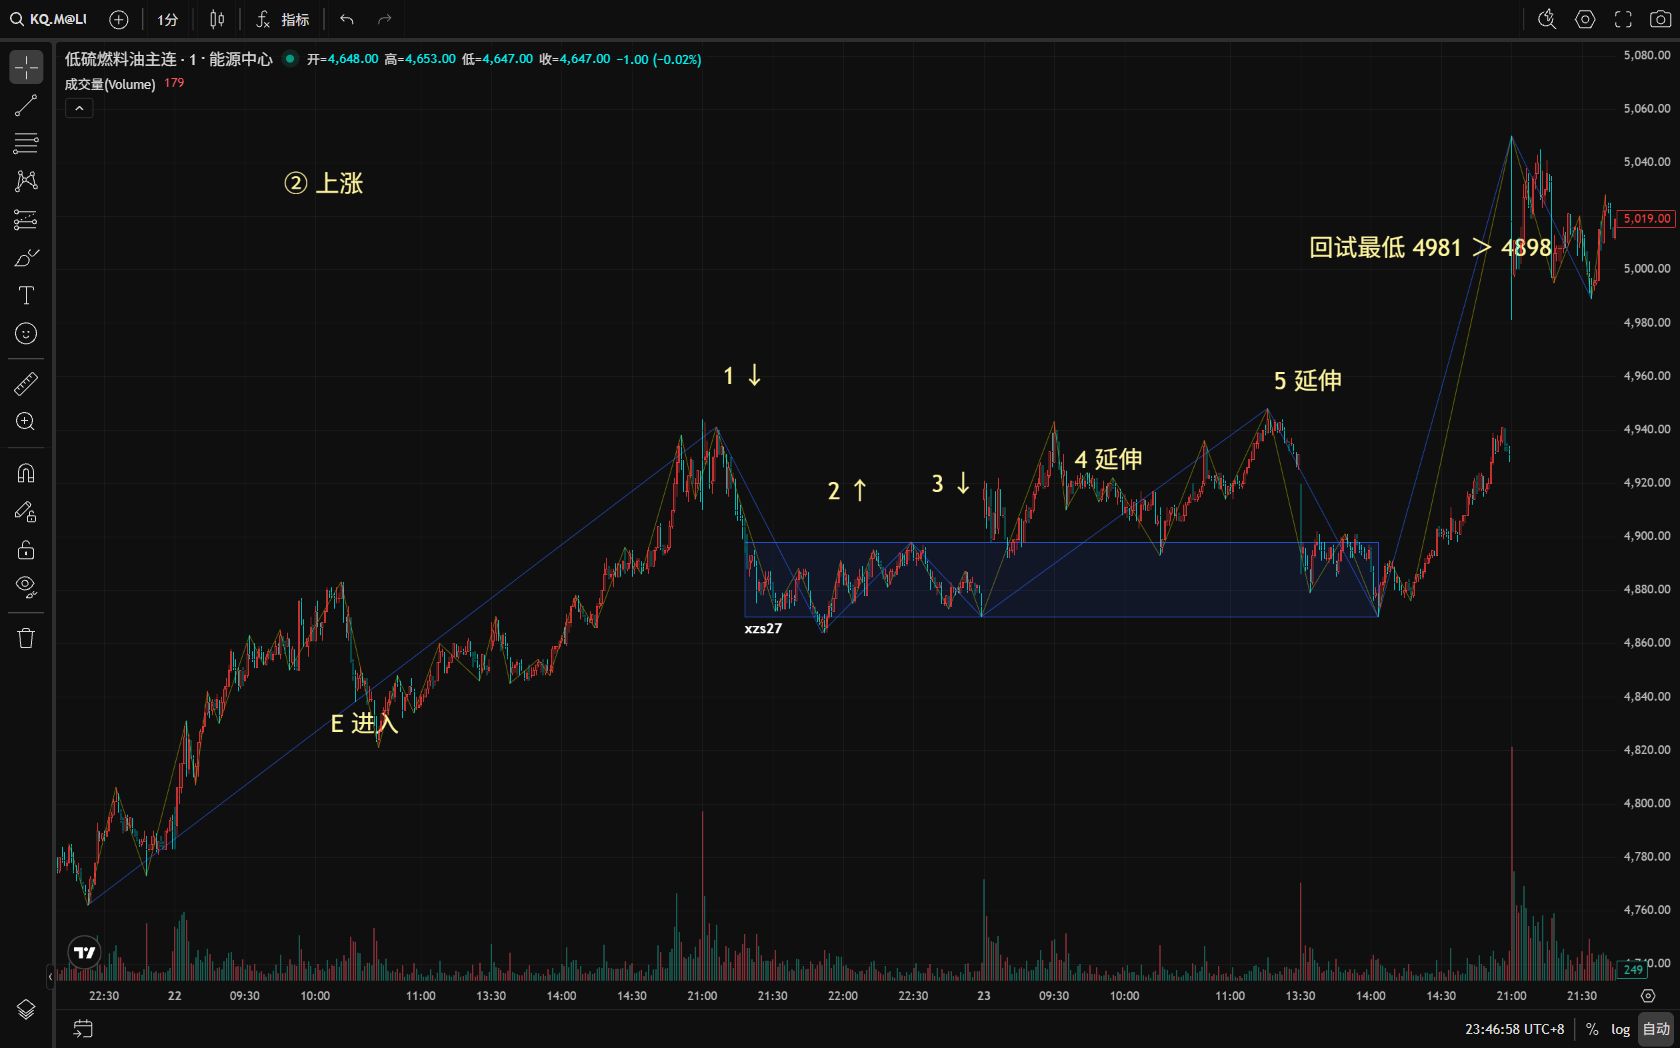 KQ.M@LU
1分
指标
低硫燃料油主连 · 1 · 能源中心 开=4,648.00 高=4,653.00 低=4,647.00 收=4,647.00 −1.00 (−0.02%)
成交量(Volume) 179
② 上涨
回试最低 4981 > 4898
1 ↓
5 延伸
4 延伸
2 ↑
3 ↓
xzs27
E 进入
5,080.00
5,060.00
5,040.00
5,019.00
5,000.00
4,980.00
4,960.00
4,940.00
4,920.00
4,900.00
4,880.00
4,860.00
4,840.00
4,820.00
4,800.00
4,780.00
4,760.00
249
22:30 22 09:30 10:00 11:00 13:30 14:00 14:30 21:00 21:30 22:00 22:30 23 09:30 10:00 11:00 13:30 14:00 14:30 21:00 21:30
23:46:58 UTC+8 % log 自动